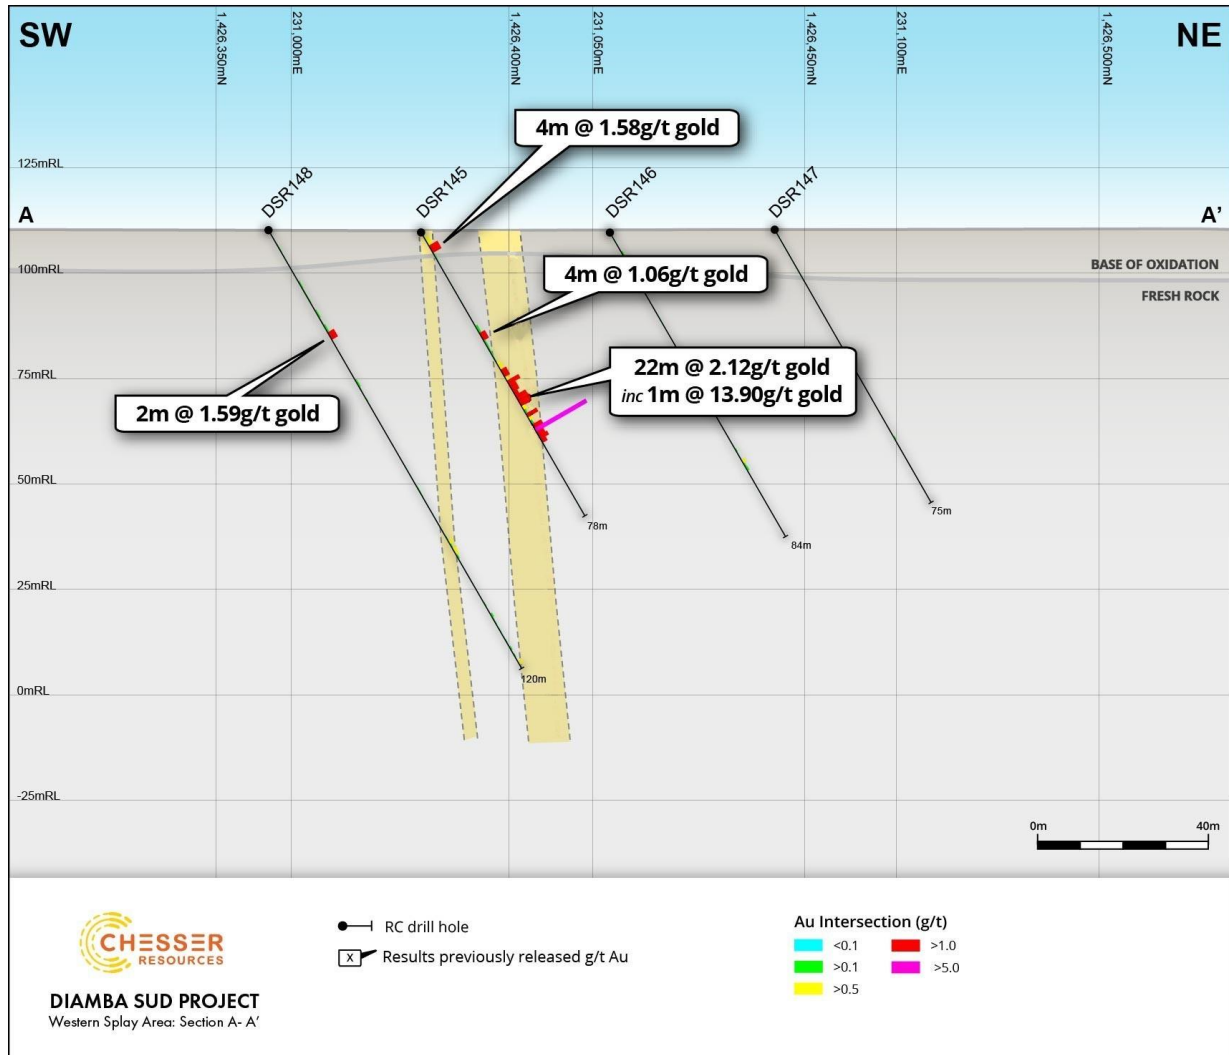 SW
NE
1,426,350mN
231,000mE
1,426,400mN
231,050mE
1,426,450mN
231,100mE
1,426,500mN
4m @ 1.58g/t gold
125mRL
DSR148
DSR145
DSR146
DSR147
A
A'
100mRL
BASE OF OXIDATION
FRESH ROCK
4m @ 1.06g/t gold
22m @ 2.12g/t gold
inc 1m @ 13.90g/t gold
75mRL
2m @ 1.59g/t gold
50mRL
78m
84m
75m
25mRL
120m
0mRL
-25mRL
0m
40m
CHESSER
RESOURCES
DIAMBA SUD PROJECT
Western Splay Area: Section A- A'
RC drill hole
X
Results previously released g/t Au
Au Intersection (g/t)
<0.1
>1.0
>0.1
>5.0
>0.5